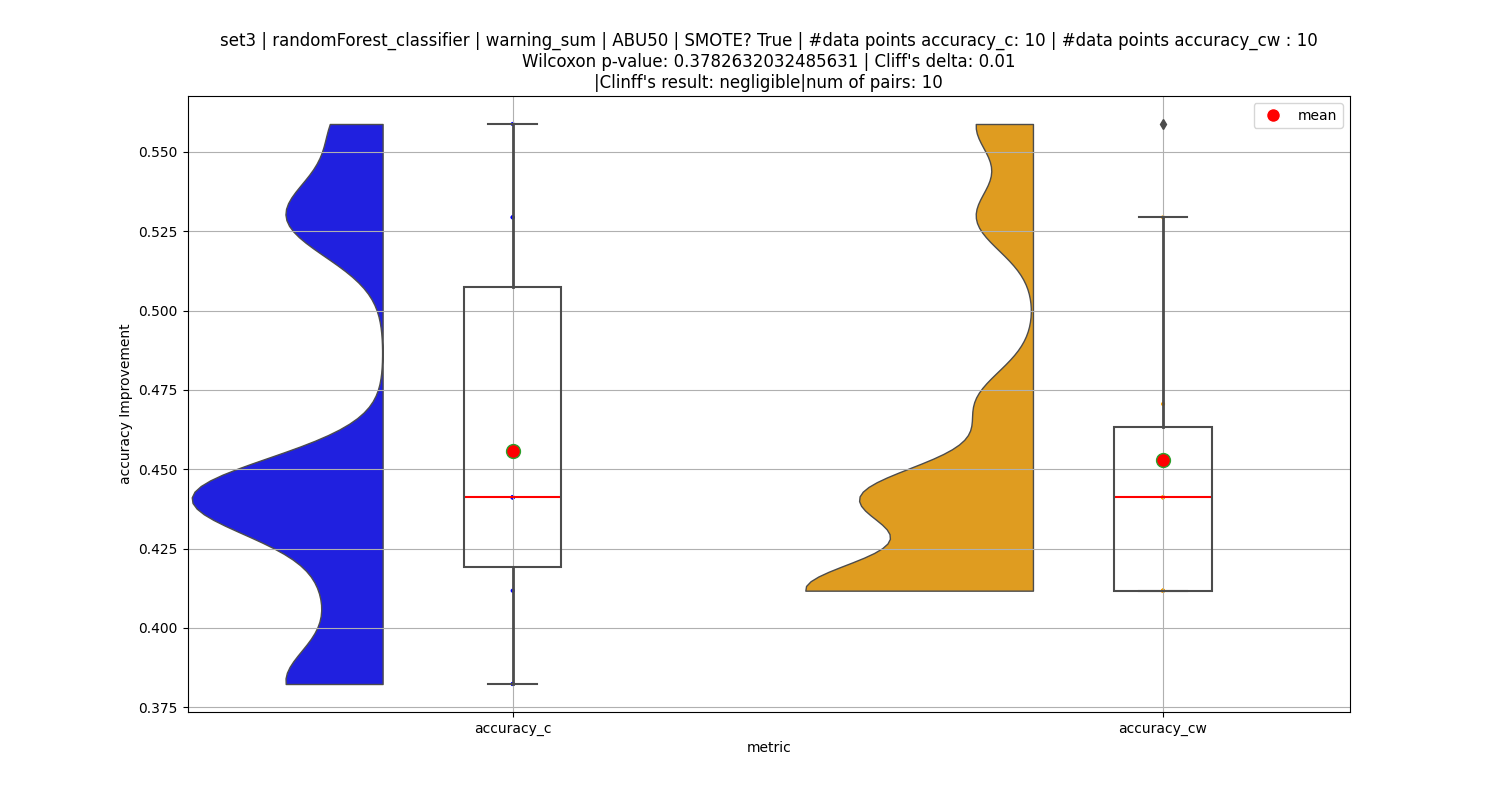 set3 | randomForest_classifier | warning_sum | ABU50 | SMOTE? True | #data points accuracy_c: 10 | #data points accuracy_cw : 10
Wilcoxon p-value: 0.3782632032485631 | Cliff's delta: 0.01
|Clinff's result: negligible|num of pairs: 10
mean
0.550
0.525
0.500
0.475
0.450
0.425
0.400
0.375
accuracy Improvement
accuracy_c
accuracy_cw
metric